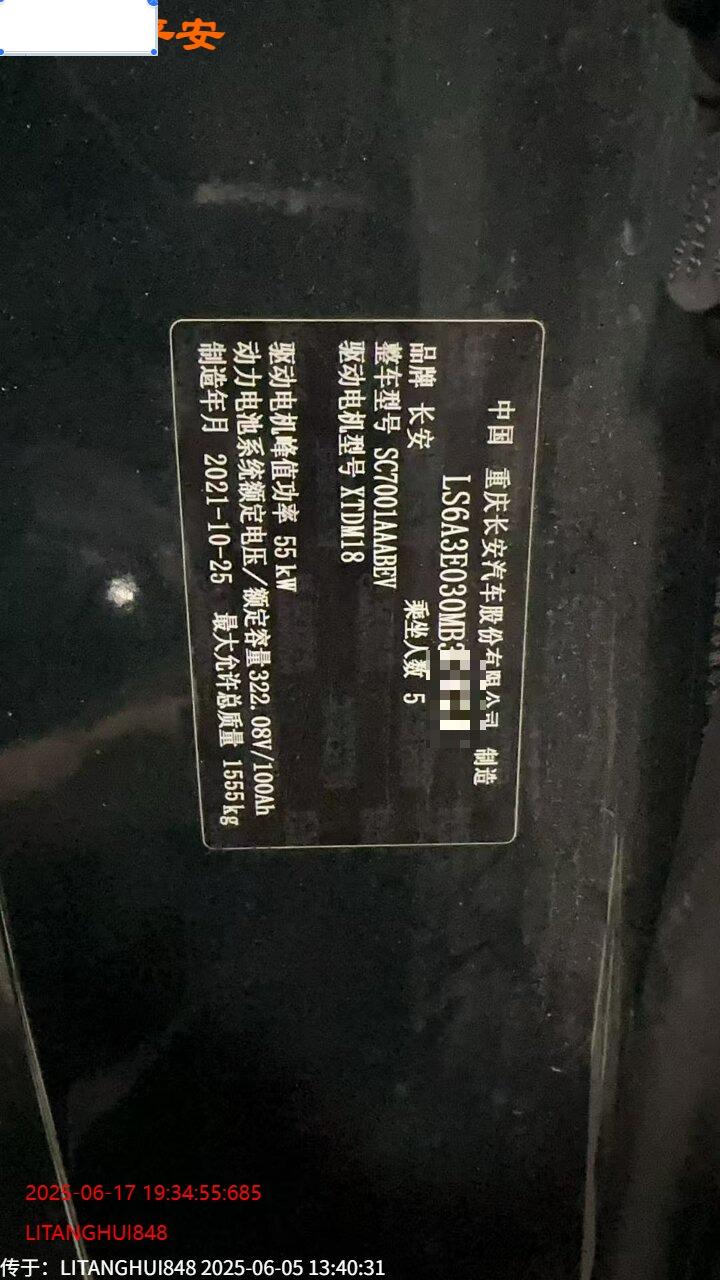 安
中国 重庆长安汽车股份有限公司 制造
LS6A3E030MB3
品牌 长安 乘坐人数 5
整车型号 SC7001AAABEV
驱动电机型号 XTDM18
驱动电机峰值功率 55kW
动力电池系统额定电压/额定容量322.08V/100Ah
制造年月 2021-10-25 最大允许总质量 1555kg
2025-06-17 19:34:55:685
LITANGHUI848
传于：LITANGHUI848 2025-06-05 13:40:31